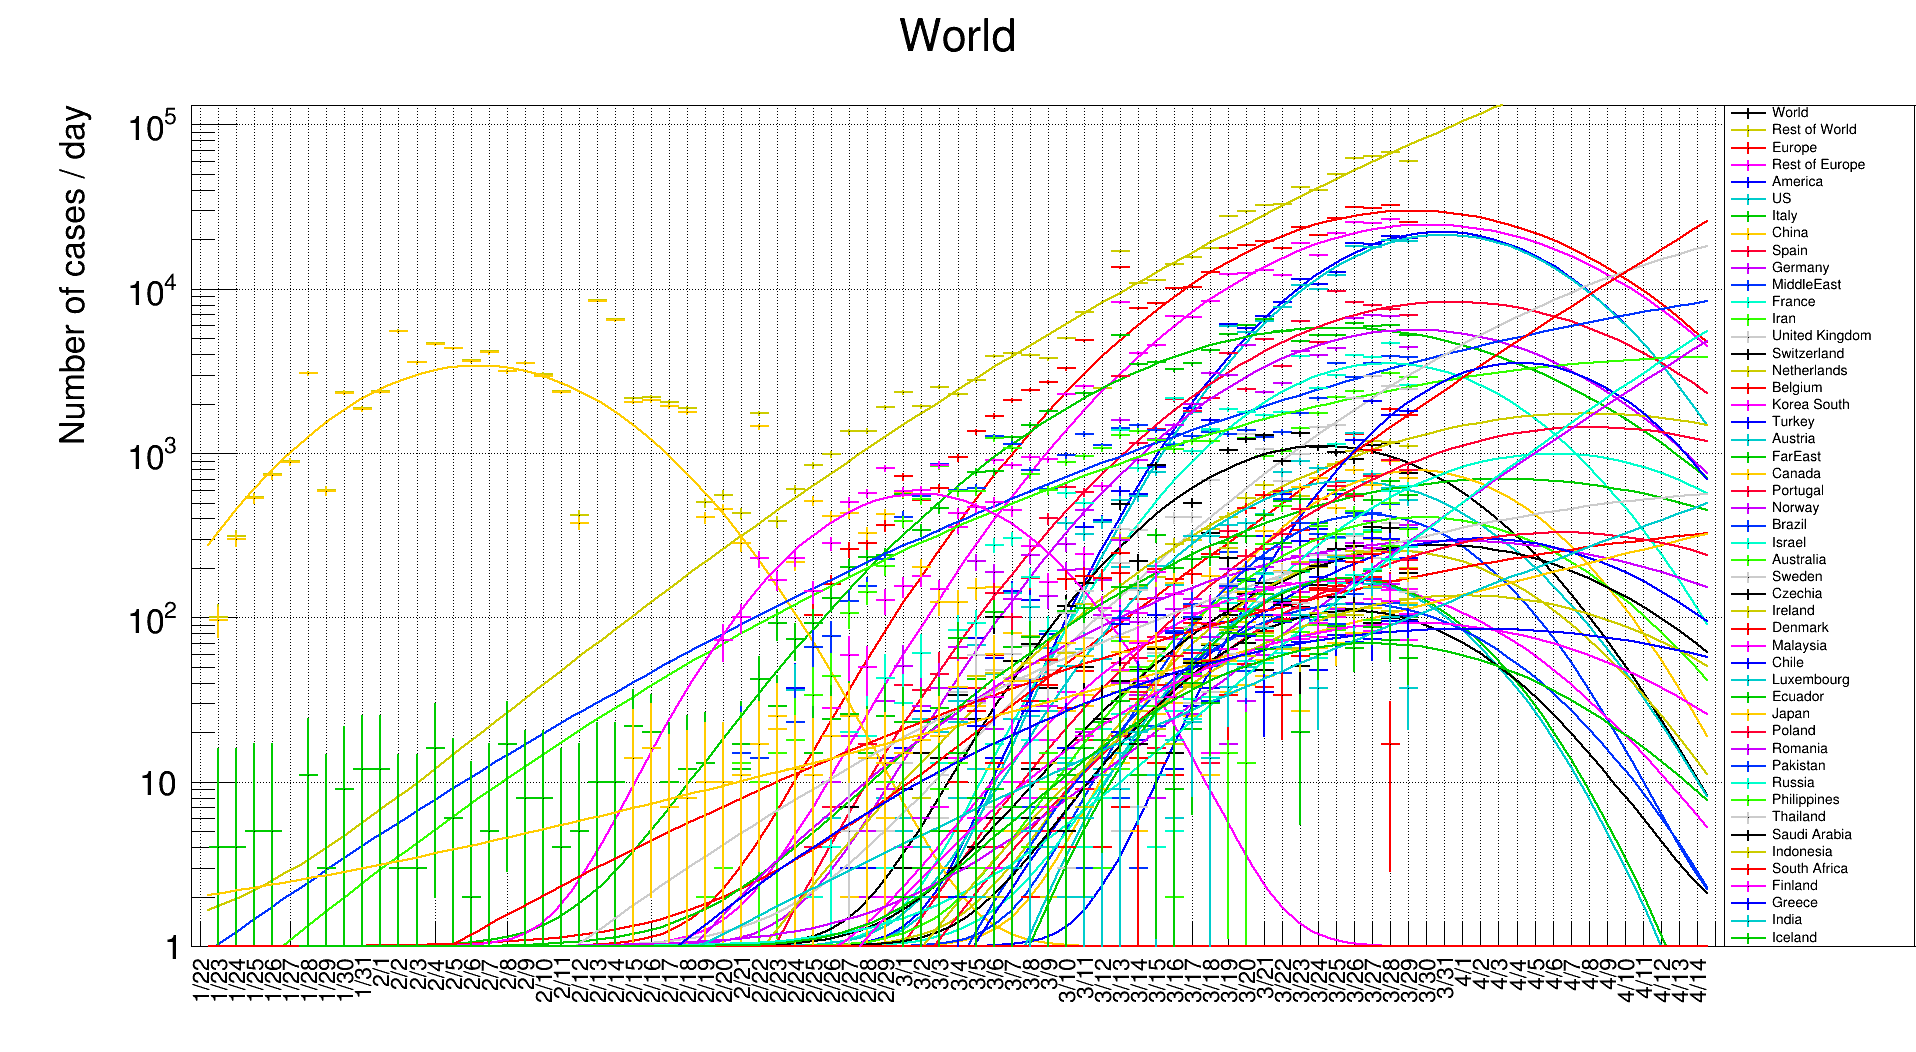 World
Number of cases / day
10^5
10^4
10^3
10^2
10
1
1/22
1/23
1/24
1/25
1/26
1/27
1/28
1/29
1/30
1/31
2/1
2/2
2/3
2/4
2/5
2/6
2/7
2/8
2/9
2/10
2/11
2/12
2/13
2/14
2/15
2/16
2/17
2/18
2/19
2/20
2/21
2/22
2/23
2/24
2/25
2/26
2/27
2/28
2/29
3/1
3/2
3/3
3/4
3/5
3/6
3/7
3/8
3/9
3/10
3/11
3/12
3/13
3/14
3/15
3/16
3/17
3/18
3/19
3/20
3/21
3/22
3/23
3/24
3/25
3/26
3/27
3/28
3/29
3/30
3/31
4/1
4/2
4/3
4/4
4/5
4/6
4/7
4/8
4/9
4/10
4/11
4/12
4/13
4/14
World
Rest of World
Europe
Rest of Europe
America
US
Italy
China
Spain
Germany
MiddleEast
France
Iran
United Kingdom
Switzerland
Netherlands
Belgium
Korea South
Turkey
Austria
FarEast
Canada
Portugal
Norway
Brazil
Israel
Australia
Sweden
Czechia
Ireland
Denmark
Malaysia
Chile
Luxembourg
Ecuador
Japan
Poland
Romania
Pakistan
Russia
Philippines
Thailand
Saudi Arabia
Indonesia
South Africa
Finland
Greece
India
Iceland